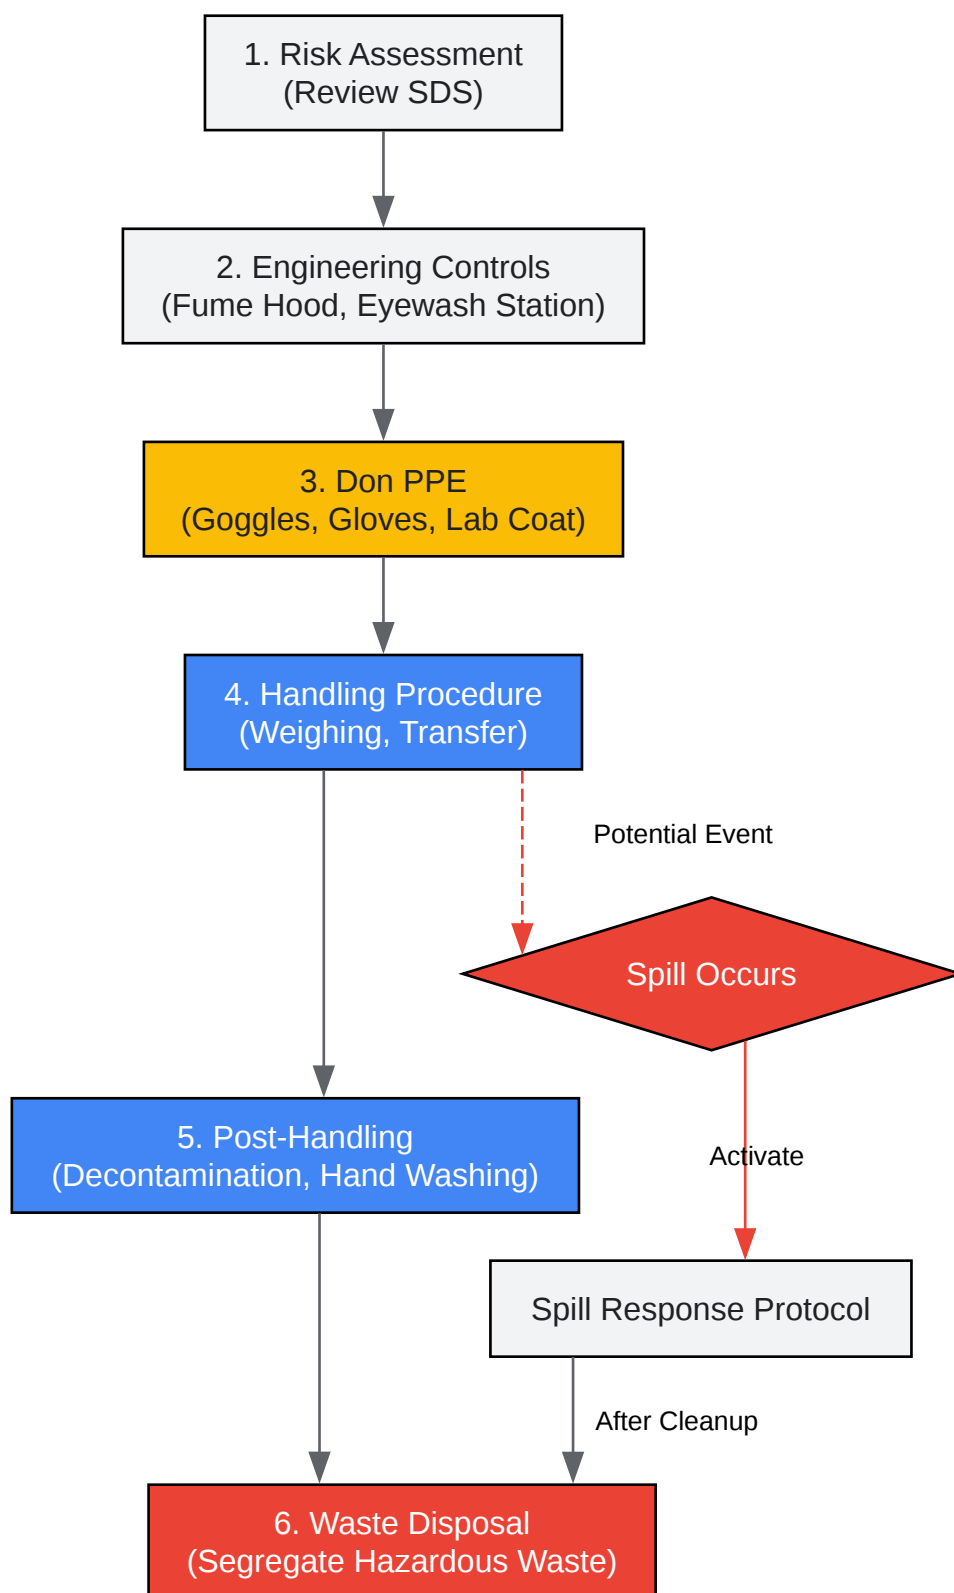 1. Risk Assessment
(Review SDS)
2. Engineering Controls
(Fume Hood, Eyewash Station)
3. Don PPE
(Goggles, Gloves, Lab Coat)
4. Handling Procedure
(Weighing, Transfer)
Potential Event
Spill Occurs
5. Post-Handling
(Decontamination, Hand Washing)
Activate
Spill Response Protocol
After Cleanup
6. Waste Disposal
(Segregate Hazardous Waste)